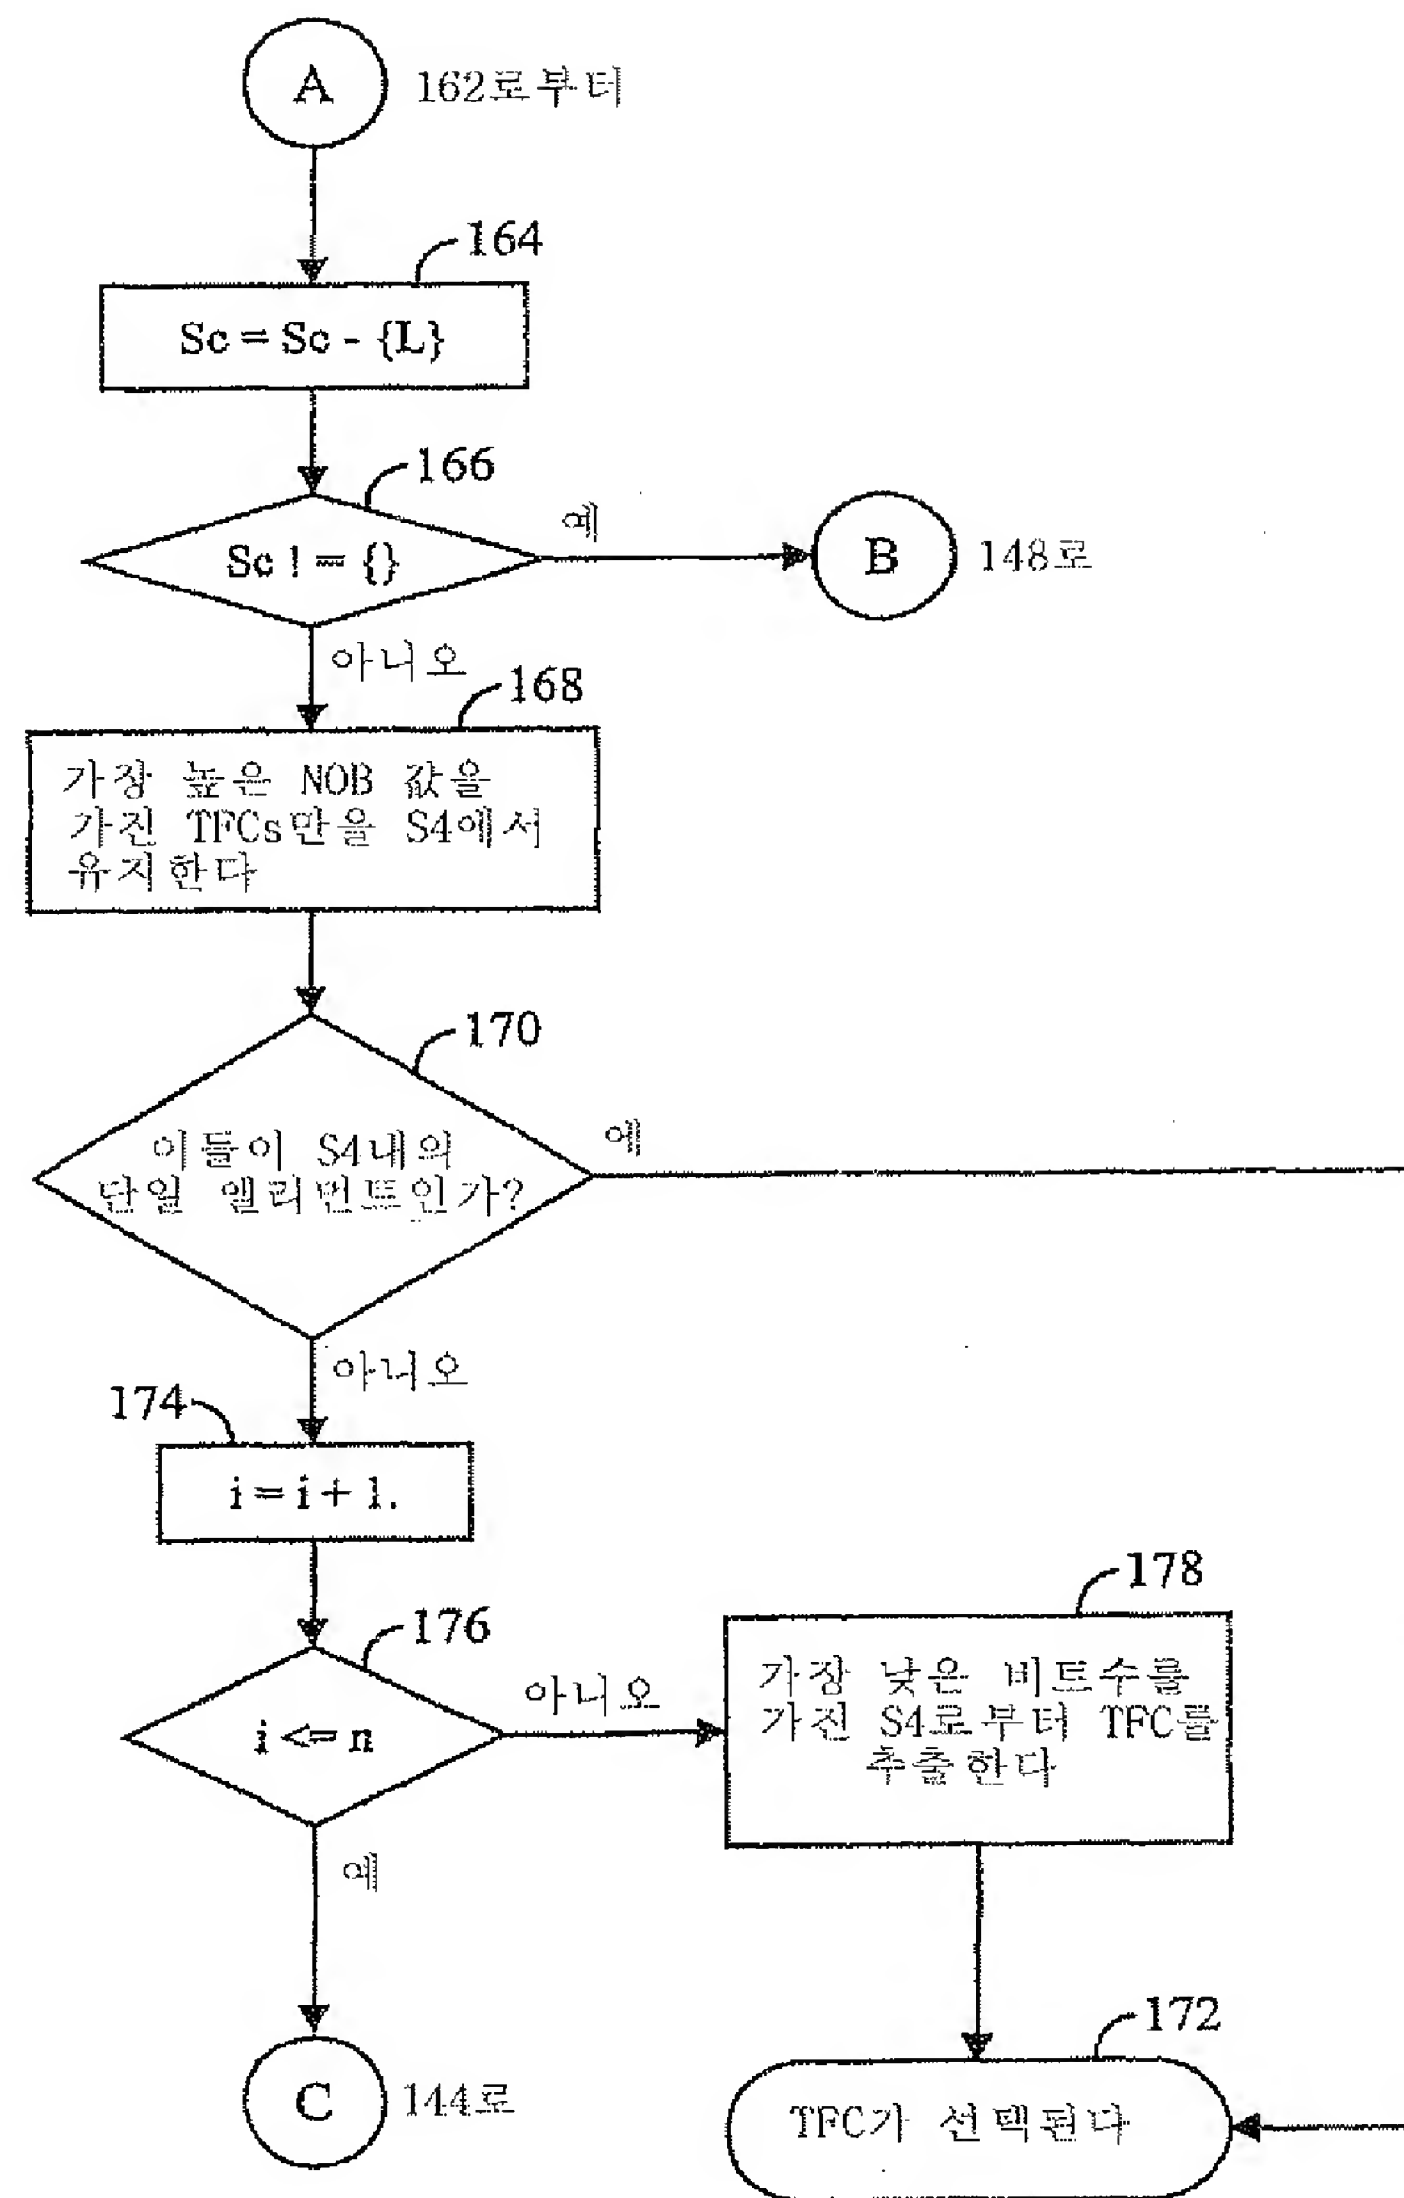 A
162로부터
164
Sc = Sc - {L}
166
Sc ! = {}
예
B
148로
아니오
168
가장 높은 NOB 값을
가진 TFCs만을 S4에서
유지한다
170
이들이 S4내의
단일 엘리먼트인가?
예
아니오
174
i = i + 1.
176
i <= n
아니오
178
가장 낮은 비트수를
가진 S4로부터 TFC를
추출한다
예
172
C
144로
TFC가 선택된다